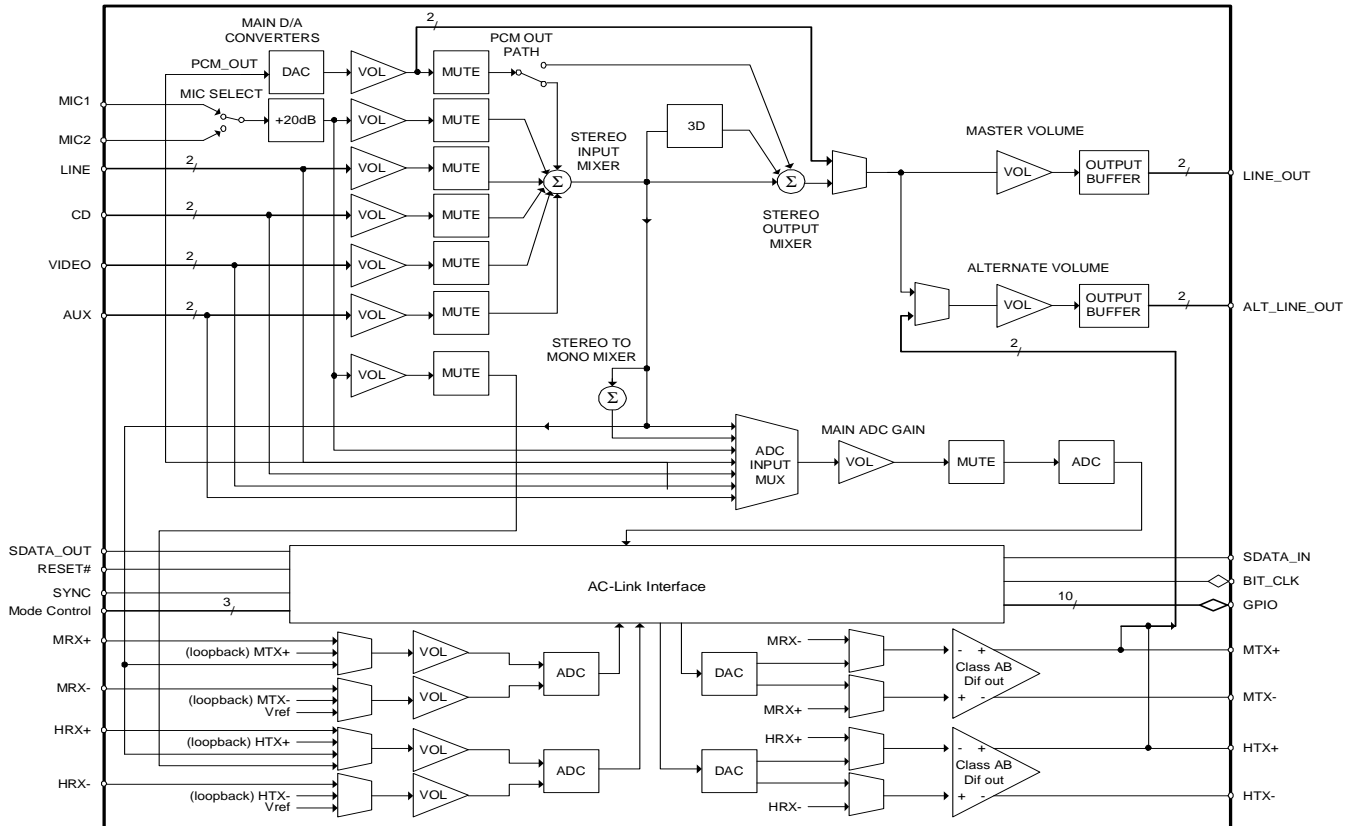 MAIN D/A
CONVERTERS
2
PCM OUT
PATH
PCM_OUT
DAC
VOL
MUTE
MIC1
MIC SELECT
+20dB
VOL
MUTE
MIC2
STEREO
INPUT
MIXER
3D
MASTER VOLUME
LINE
2
VOL
MUTE
Σ
Σ
VOL
OUTPUT
BUFFER
2
LINE_OUT
CD
2
VOL
MUTE
STEREO
OUTPUT
MIXER
VIDEO
2
VOL
MUTE
ALTERNATE VOLUME
AUX
2
VOL
MUTE
VOL
OUTPUT
BUFFER
2
ALT_LINE_OUT
STEREO TO
MONO MIXER
2
VOL
MUTE
Σ
MAIN ADC GAIN
ADC
INPUT
MUX
VOL
MUTE
ADC
SDATA_OUT
RESET#
SYNC
Mode Control
3
AC-Link Interface
SDATA_IN
BIT_CLK
10
GPIO
MRX+
(loopback) MTX+
VOL
MRX-
(loopback) MTX-
Vref
VOL
ADC
HRX+
(loopback) HTX+
VOL
HRX-
(loopback) HTX-
Vref
VOL
ADC
DAC
MRX-
MRX+
- +
Class AB
Dif out
+ -
MTX+
MTX-
DAC
HRX+
HRX-
- +
Class AB
Dif out
+ -
HTX+
HTX-